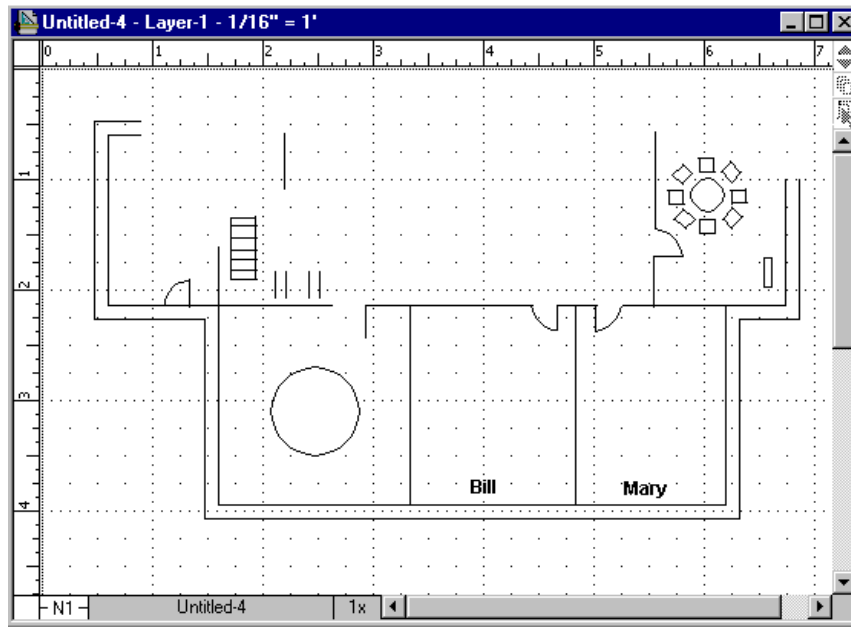 Untitled-4 - Layer-1 - 1/16" = 1'
0 1 2 3 4 5 6 7
1
2
3
4
Bill
Mary
N1 Untitled-4 1x